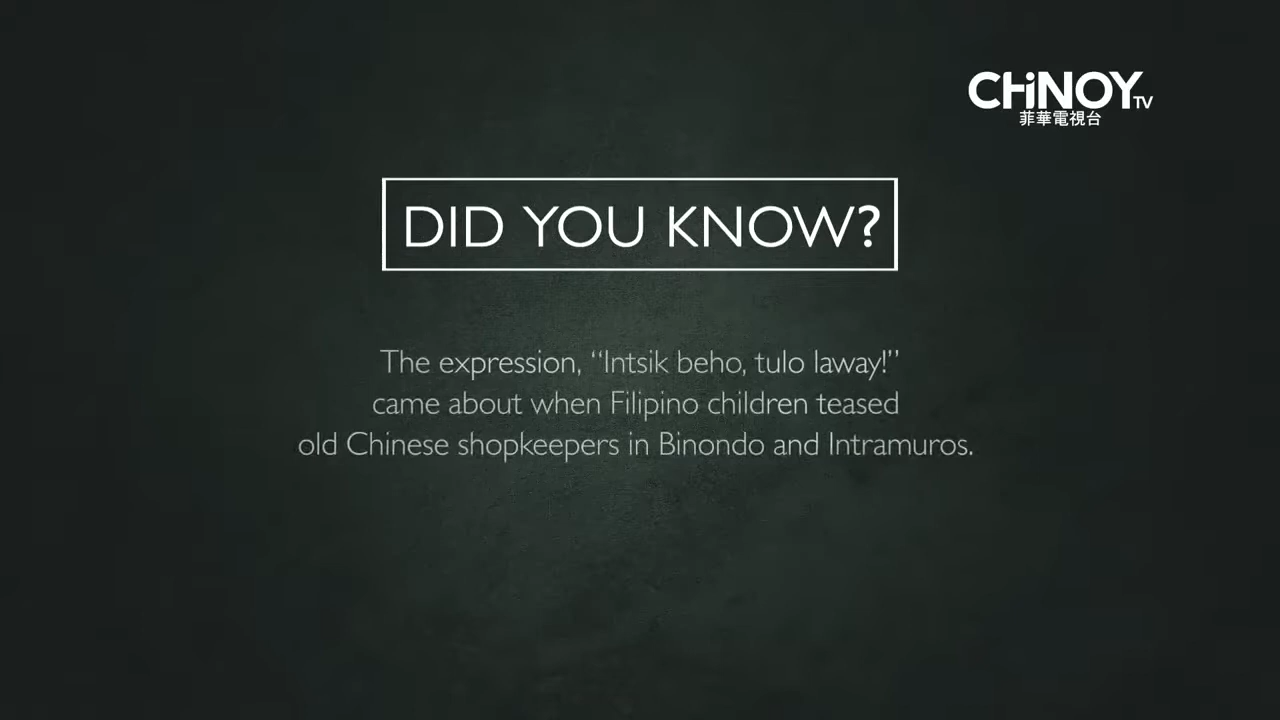 CHiNOY TV
菲華電視台
DID YOU KNOW?
The expression, “Intsik beho, tulo laway!”
came about when Filipino children teased
old Chinese shopkeepers in Binondo and Intramuros.